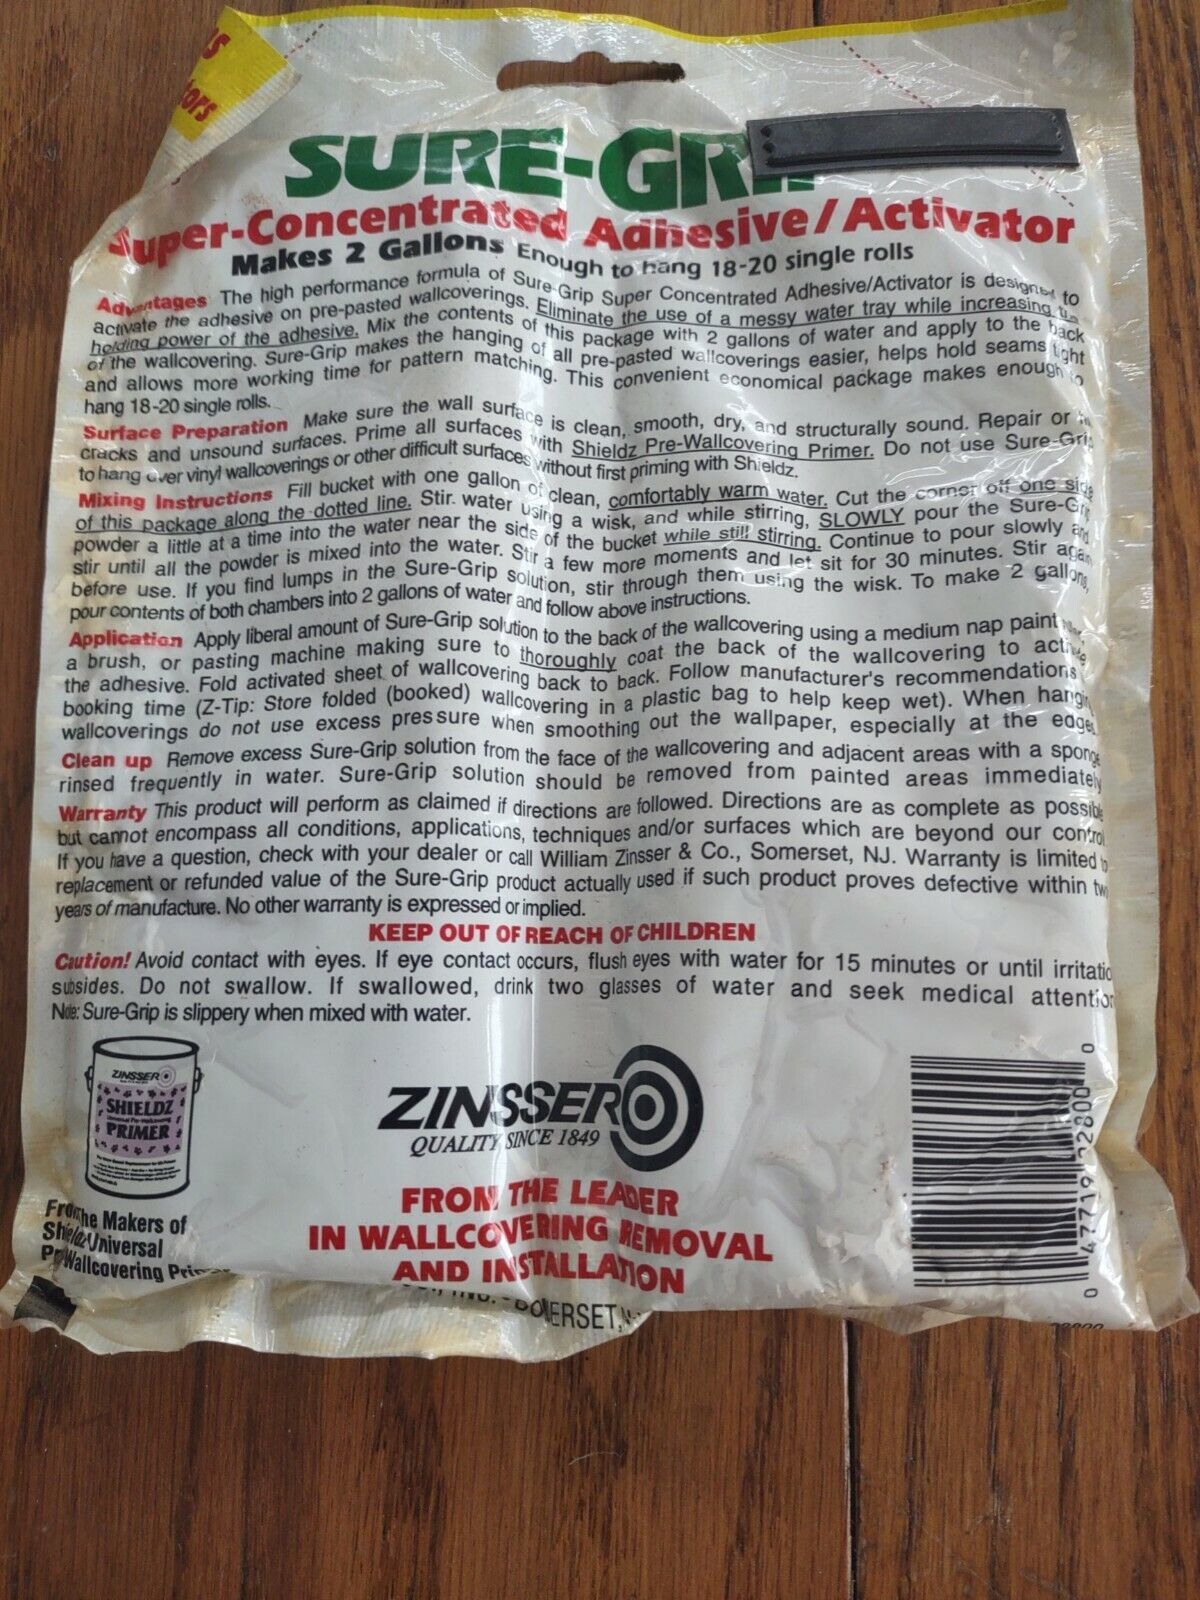 SURE-GRI
Super-Concentrated Adhesive/Activator
Makes 2 Gallons Enough to hang 18-20 single rolls
Advantages The high performance formula of Sure-Grip Super Concentrated Adhesive/Activator is designed to
activate the adhesive on pre-pasted wallcoverings. Eliminate the use of a messy water tray while increasing the
holding power of the adhesive. Mix the contents of this package with 2 gallons of water and apply to the back
of the wallcovering. Sure-Grip makes the hanging of all pre-pasted wallcoverings easier, helps hold seams tight
and allows more working time for pattern matching. This convenient economical package makes enough to
hang 18-20 single rolls.
Surface Preparation Make sure the wall surface is clean, smooth, dry, and structurally sound. Repair or
cracks and unsound surfaces. Prime all surfaces with Shieldz Pre-Wallcovering Primer. Do not use Sure-Grip
to hang over vinyl wallcoverings or other difficult surfaces without first priming with Shieldz.
Mixing Instructions Fill bucket with one gallon of clean, comfortably warm water. Cut the corner off one side
of this package along the dotted line. Stir water using a wisk, and while stirring, SLOWLY pour the Sure-Grip
powder a little at a time into the water near the side of the bucket while still stirring. Continue to pour slowly and
stir until all the powder is mixed into the water. Stir a few more moments and let sit for 30 minutes. Stir again
before use. If you find lumps in the Sure-Grip solution, stir through them using the wisk. To make 2 gallons,
pour contents of both chambers into 2 gallons of water and follow above instructions.
Application Apply liberal amount of Sure-Grip solution to the back of the wallcovering using a medium nap paint
a brush, or pasting machine making sure to thoroughly coat the back of the wallcovering to activate
the adhesive. Fold activated sheet of wallcovering back to back. Follow manufacturer's recommendations
booking time (Z-Tip: Store folded (booked) wallcovering in a plastic bag to help keep wet). When hanging
wallcoverings do not use excess pressure when smoothing out the wallpaper, especially at the edges.
Clean up Remove excess Sure-Grip solution from the face of the wallcovering and adjacent areas with a sponge
rinsed frequently in water. Sure-Grip solution should be removed from painted areas immediately
Warranty This product will perform as claimed if directions are followed. Directions are as complete as possible
but cannot encompass all conditions, applications, techniques and/or surfaces which are beyond our control
If you have a question, check with your dealer or call William Zinsser & Co., Somerset, NJ. Warranty is limited to
replacement or refunded value of the Sure-Grip product actually used if such product proves defective within two
years of manufacture. No other warranty is expressed or implied.
KEEP OUT OF REACH OF CHILDREN
Caution! Avoid contact with eyes. If eye contact occurs, flush eyes with water for 15 minutes or until irritation
subsides. Do not swallow. If swallowed, drink two glasses of water and seek medical attention
Note: Sure-Grip is slippery when mixed with water.
ZINSSER
SHIELDZ
PRIMER
From the Makers of
Shieldz Universal
Pre-Wallcovering Primer
ZINSSER
QUALITY SINCE 1849
FROM THE LEADER
IN WALLCOVERING REMOVAL
AND INSTALLATION
0 47719 22800 0